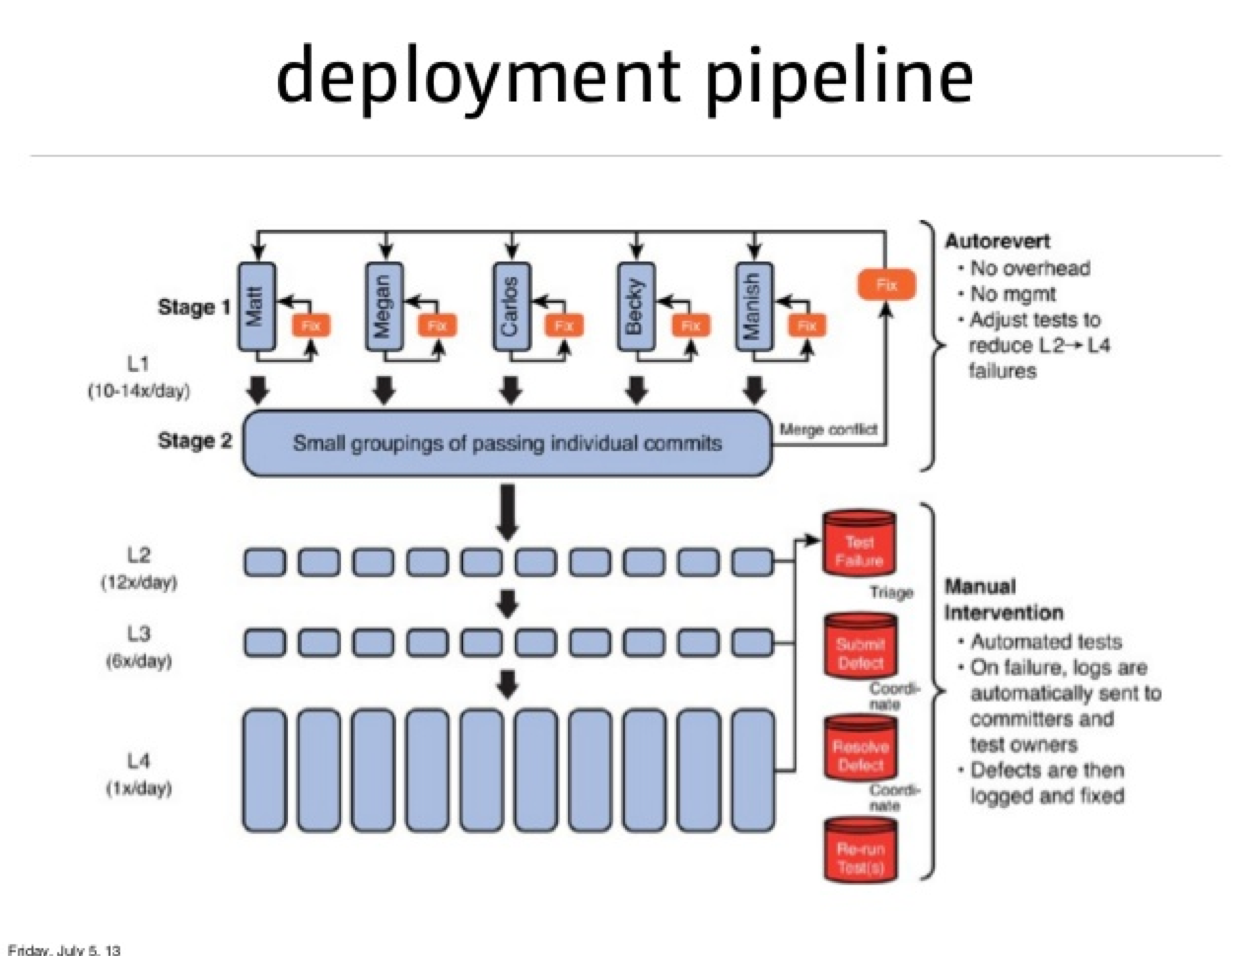 deployment pipeline
Stage 1
Matt
Fix
Megan
Fix
Carlos
Fix
Becky
Fix
Manish
Fix
Fix
L1
(10-14x/day)
Stage 2
Small groupings of passing individual commits
Merge conflict
Autorevert
• No overhead
• No mgmt
• Adjust tests to
reduce L2→ L4
failures
L2
(12x/day)
L3
(6x/day)
L4
(1x/day)
Test
Failure
Triage
Submit
Defect
Coordi-
nate
Resolve
Defect
Coordi-
nate
Re-run
Test(s)
Manual
Intervention
• Automated tests
• On failure, logs are
automatically sent to
committers and
test owners
• Defects are then
logged and fixed
Friday, July 5, 13